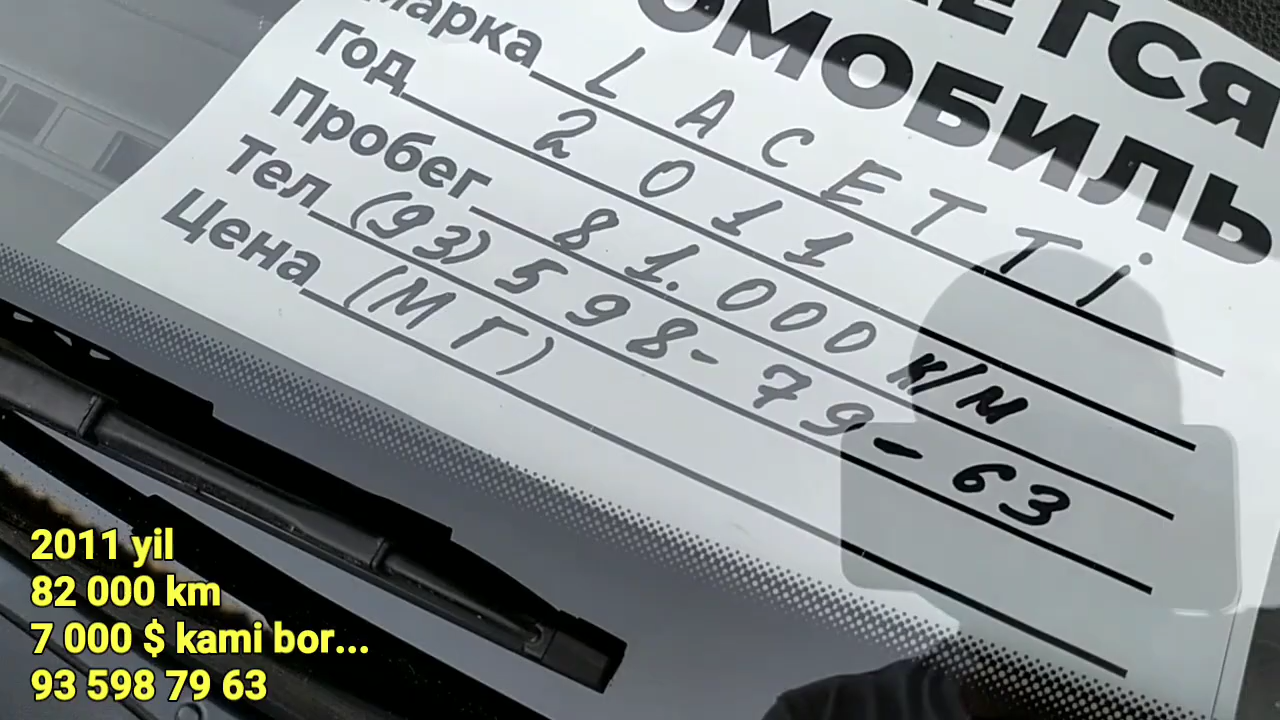 ЕТСЯ
ОМОБИЛЬ
Марка LACETTi
Год 2011
Пробег 81.000 к/м
Тел (93) 598-79-63
Цена (МГ)
2011 yil
82 000 km
7 000 $ kami bor...
93 598 79 63